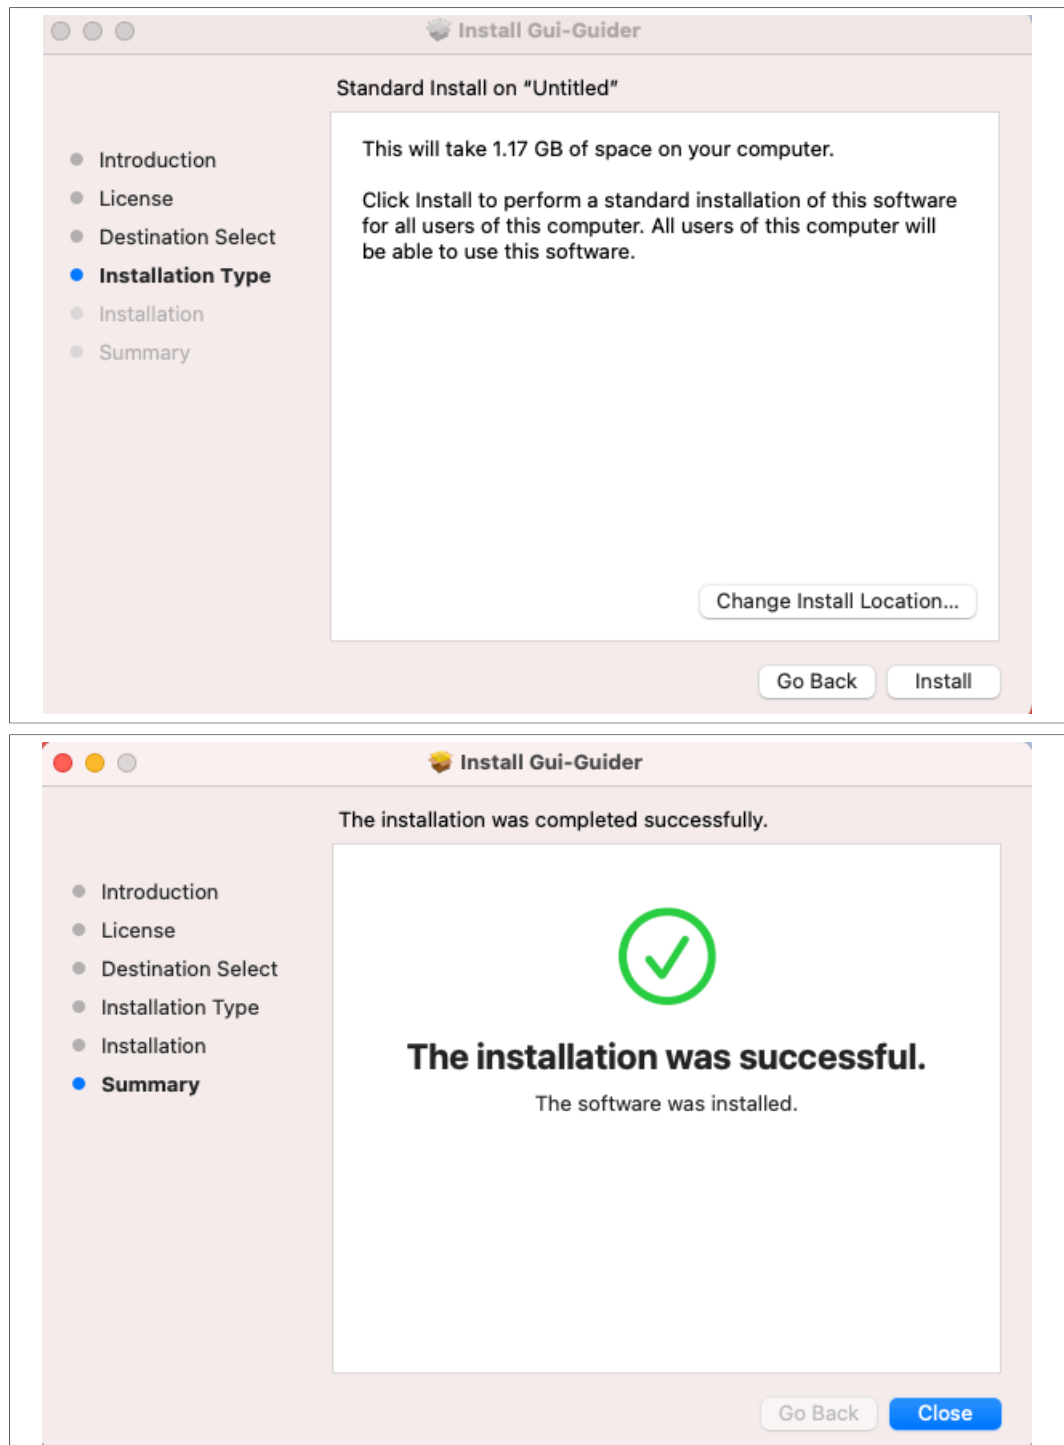 Install Gui-Guider
Standard Install on “Untitled”
Introduction
License
Destination Select
Installation Type
Installation
Summary
This will take 1.17 GB of space on your computer.
Click Install to perform a standard installation of this software
for all users of this computer. All users of this computer will
be able to use this software.
Change Install Location...
Go Back
Install
Install Gui-Guider
The installation was completed successfully.
Introduction
License
Destination Select
Installation Type
Installation
Summary
The installation was successful.
The software was installed.
Go Back
Close